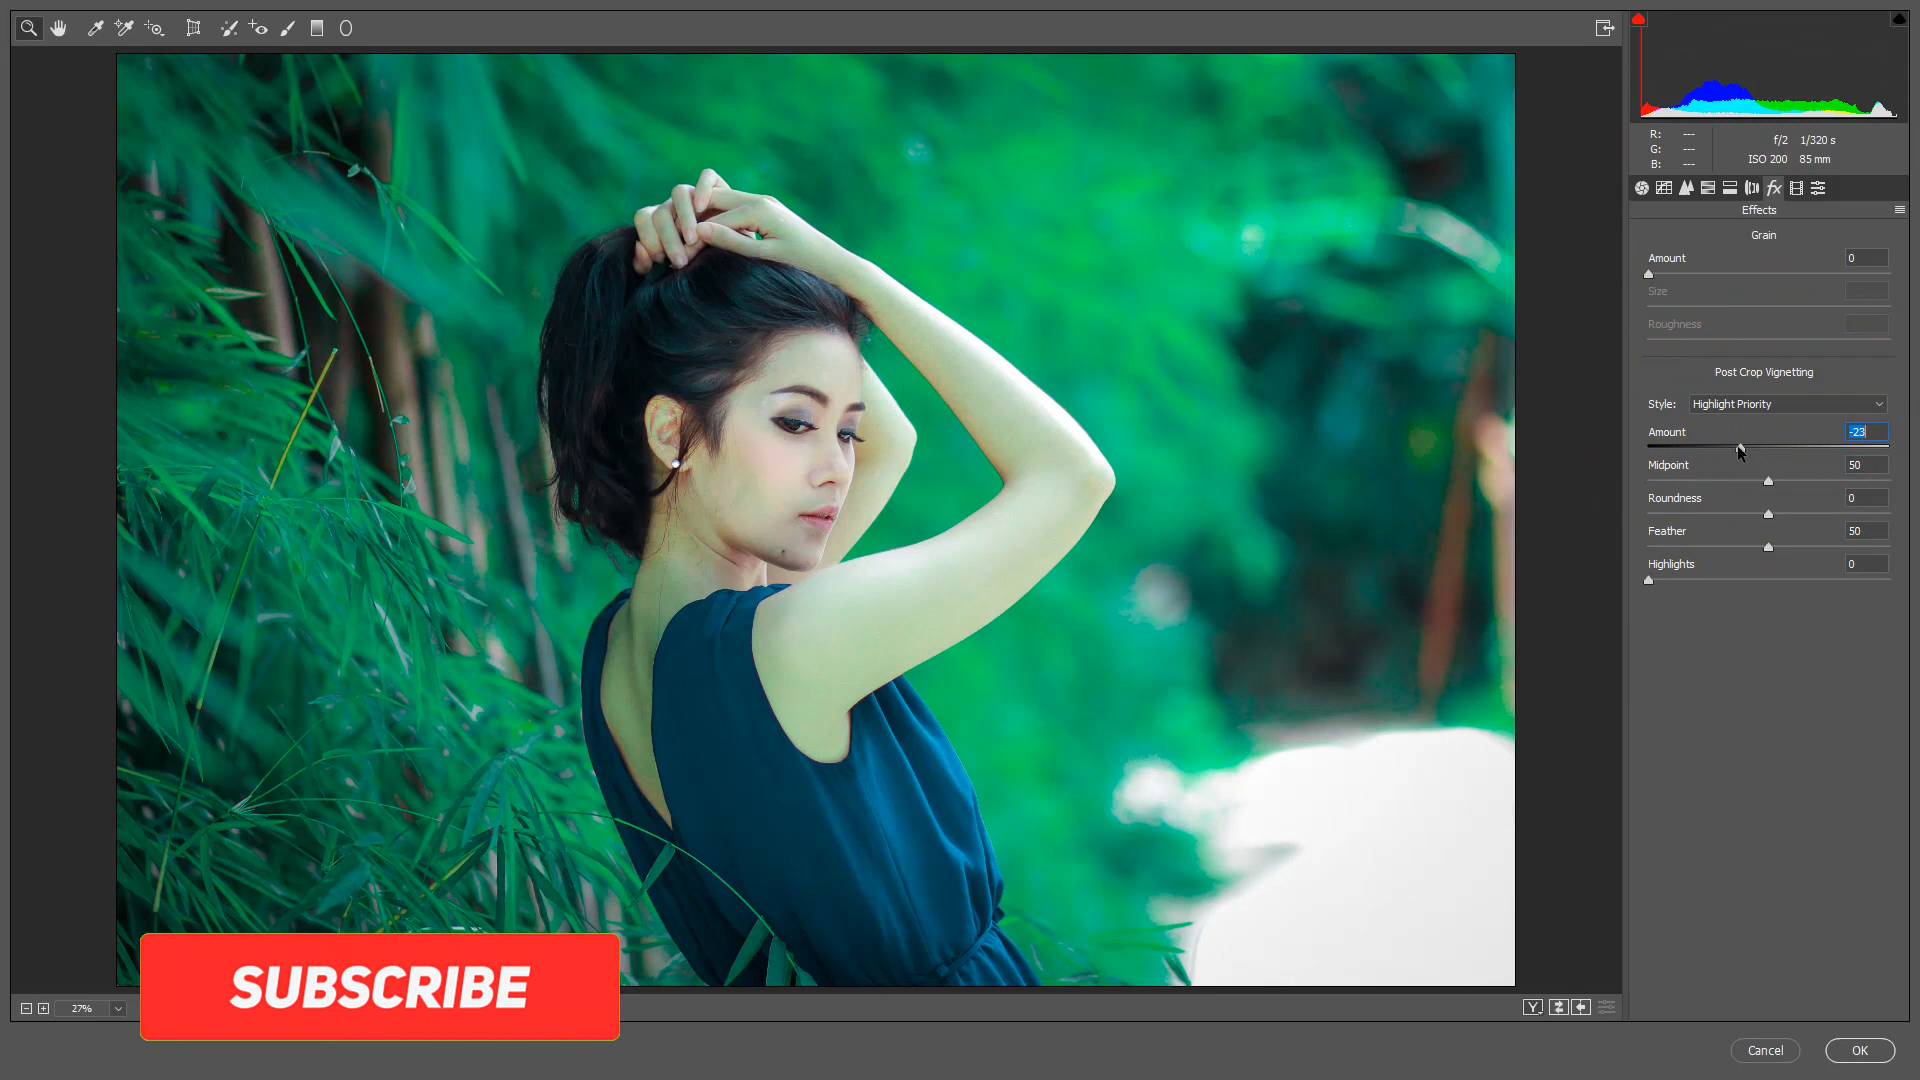 R: ---
G: ---
B: ---
f/2 1/320 s
ISO 200 85 mm
fx
Effects
Grain
Amount 0
Size
Roughness
Post Crop Vignetting
Style: Highlight Priority
Amount -23
Midpoint 50
Roundness 0
Feather 50
Highlights 0
SUBSCRIBE
27%
Y
Cancel OK